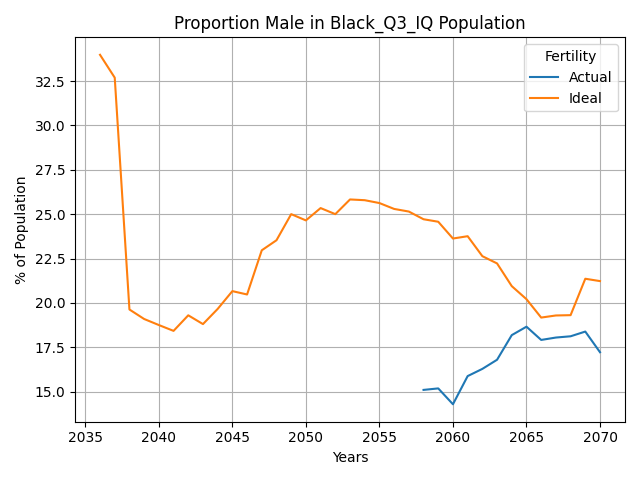 Proportion Male in Black_Q3_IQ Population
Fertility
Actual
Ideal
% of Population
32.5
30.0
27.5
25.0
22.5
20.0
17.5
15.0
2035 2040 2045 2050 2055 2060 2065 2070
Years